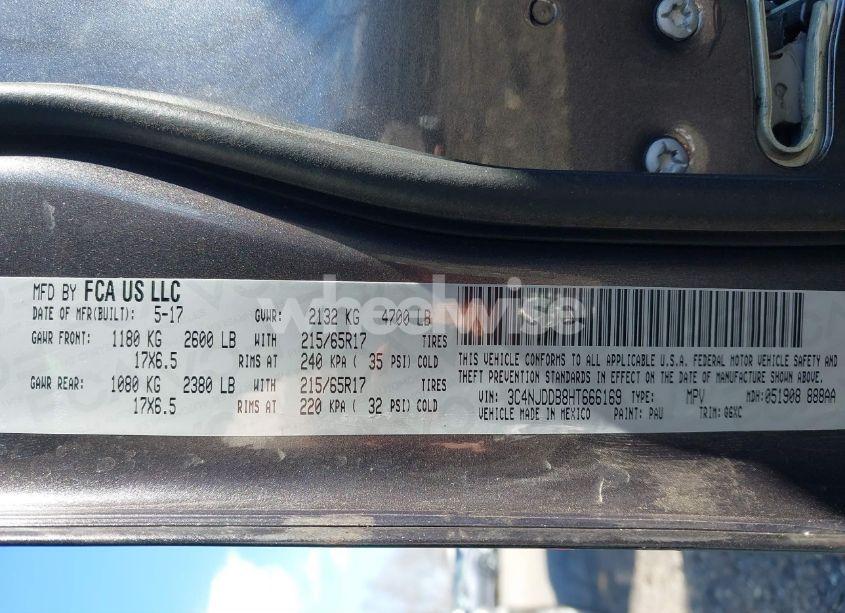 MFD BY FCA US LLC
DATE OF MFR(BUILT): 5-17 GVWR: 2132 KG 4700 LB
GAWR FRONT: 1180 KG 2600 LB WITH 215/65R17 TIRES
17X6.5 RIMS AT 240 KPA ( 35 PSI) COLD
GAWR REAR: 1080 KG 2380 LB WITH 215/65R17 TIRES
17X6.5 RIMS AT 220 KPA ( 32 PSI) COLD
THIS VEHICLE CONFORMS TO ALL APPLICABLE U.S.A. FEDERAL MOTOR VEHICLE SAFETY AND
THEFT PREVENTION STANDARDS IN EFFECT ON THE DATE OF MANUFACTURE SHOWN ABOVE.
VIN: 3C4NJDDB8HT666169 TYPE: MPV MDH:051908 888AA
VEHICLE MADE IN MEXICO PAINT: PAU TRIM: G6XC
wheelwise